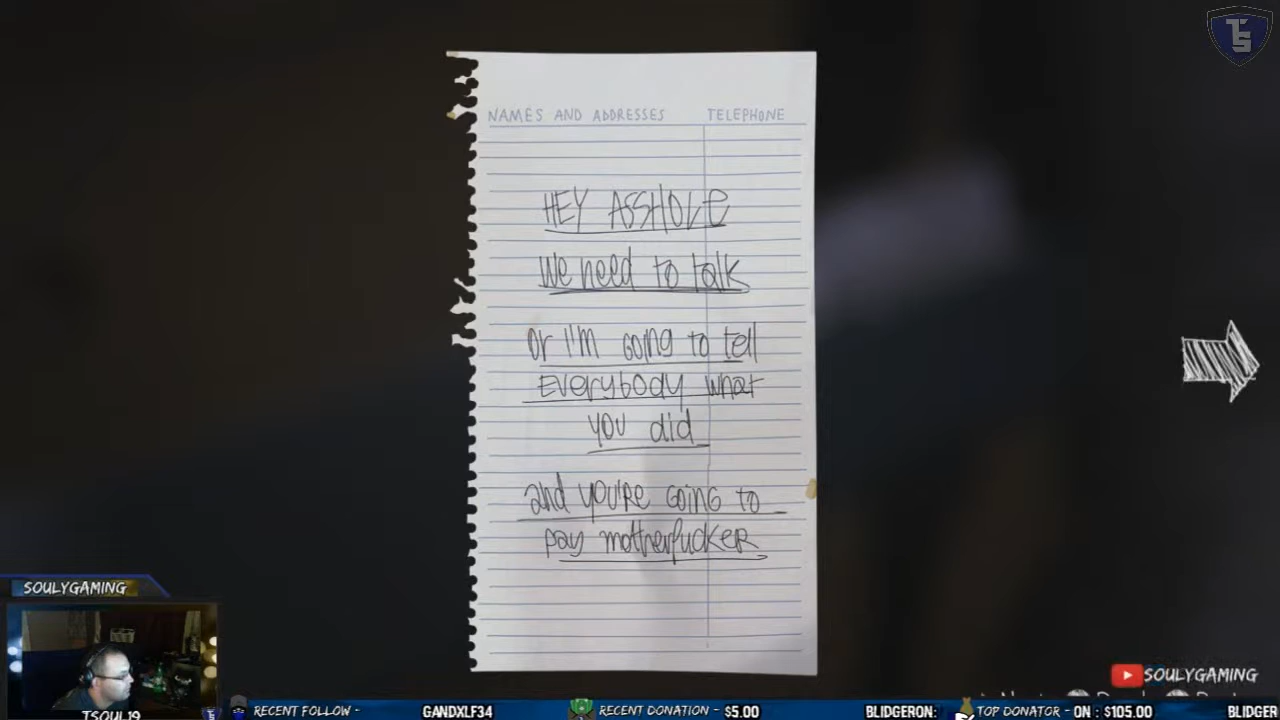 TS
NAMES AND ADDRESSES TELEPHONE
HEY ASSHOLE
We need to talk
Or I'm going to tell
Everybody what
you did
and you're going to
pay motherfucker
SOULYGAMING
SOULYGAMING
TSOUL19
RECENT FOLLOW - GANDXLF34 RECENT DONATION - $5.00 BLIDGERON: TOP DONATOR - ON : $105.00 BLIDGER